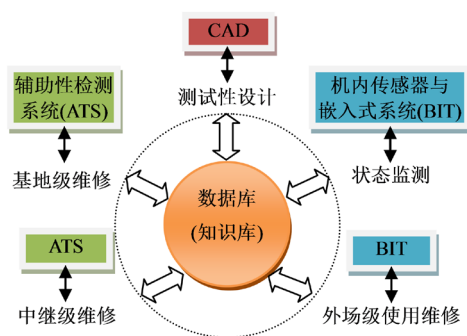 CAD
测试性设计
辅助性检测
系统(ATS)
基地级维修
机内传感器与
嵌入式系统(BIT)
状态监测
数据库
(知识库)
ATS
中继级维修
BIT
外场级使用维修